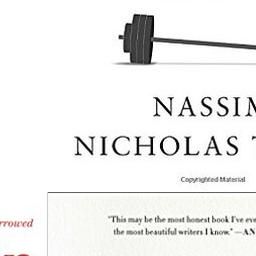 NASSIM
NICHOLAS T
Copyrighted Material
"This may be the most honest book I've eve
the most beautiful writers I know." —AN
rrowed